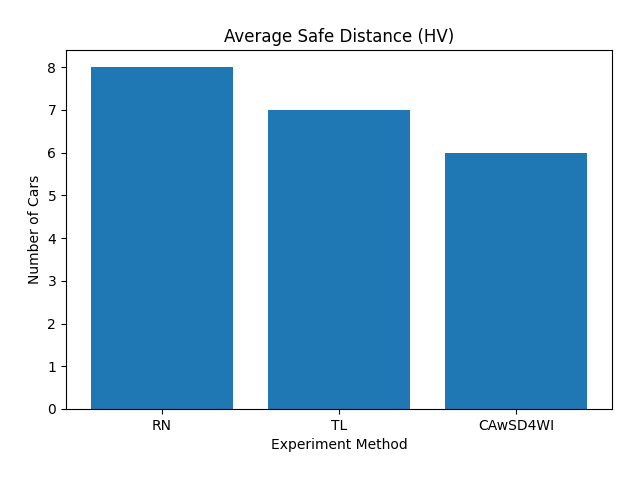 Average Safe Distance (HV)
Number of Cars
8
7
6
5
4
3
2
1
0
RN TL CAwSD4WI
Experiment Method